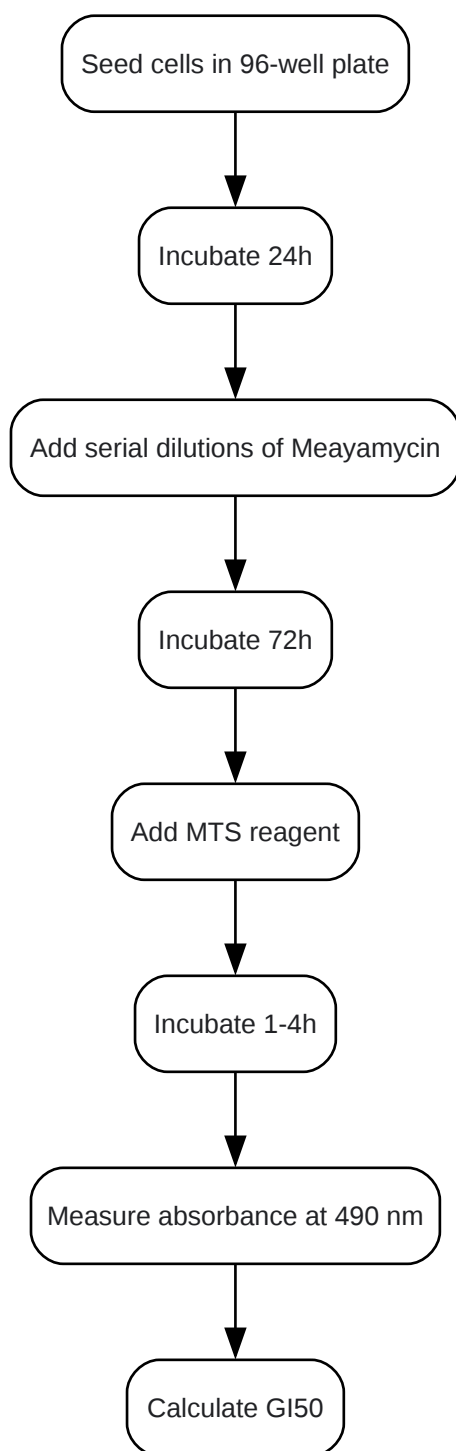 Seed cells in 96-well plate
Incubate 24h
Add serial dilutions of Meayamycin
Incubate 72h
Add MTS reagent
Incubate 1-4h
Measure absorbance at 490 nm
Calculate GI50